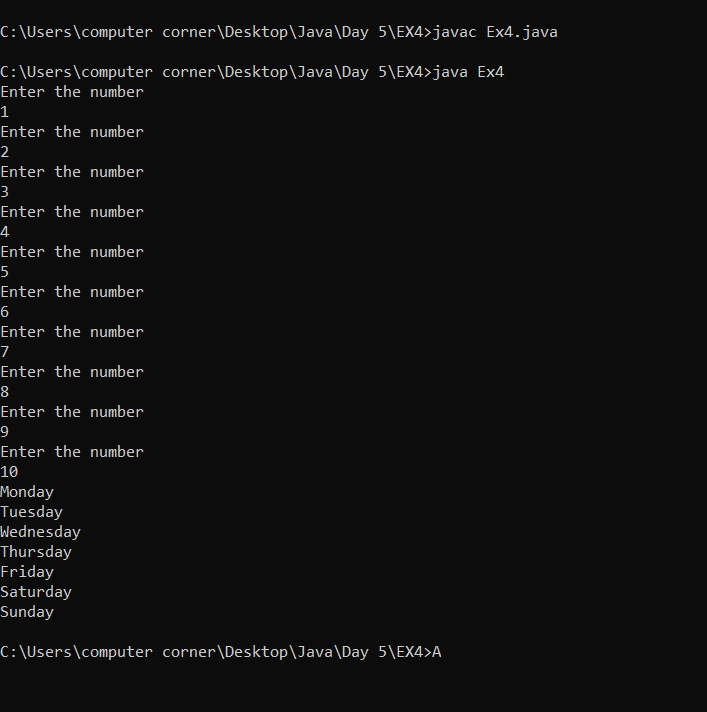 C:\Users\computer corner\Desktop\Java\Day 5\EX4>javac Ex4.java
C:\Users\computer corner\Desktop\Java\Day 5\EX4>java Ex4
Enter the number
1
Enter the number
2
Enter the number
3
Enter the number
4
Enter the number
5
Enter the number
6
Enter the number
7
Enter the number
8
Enter the number
9
Enter the number
10
Monday
Tuesday
Wednesday
Thursday
Friday
Saturday
Sunday
C:\Users\computer corner\Desktop\Java\Day 5\EX4>A